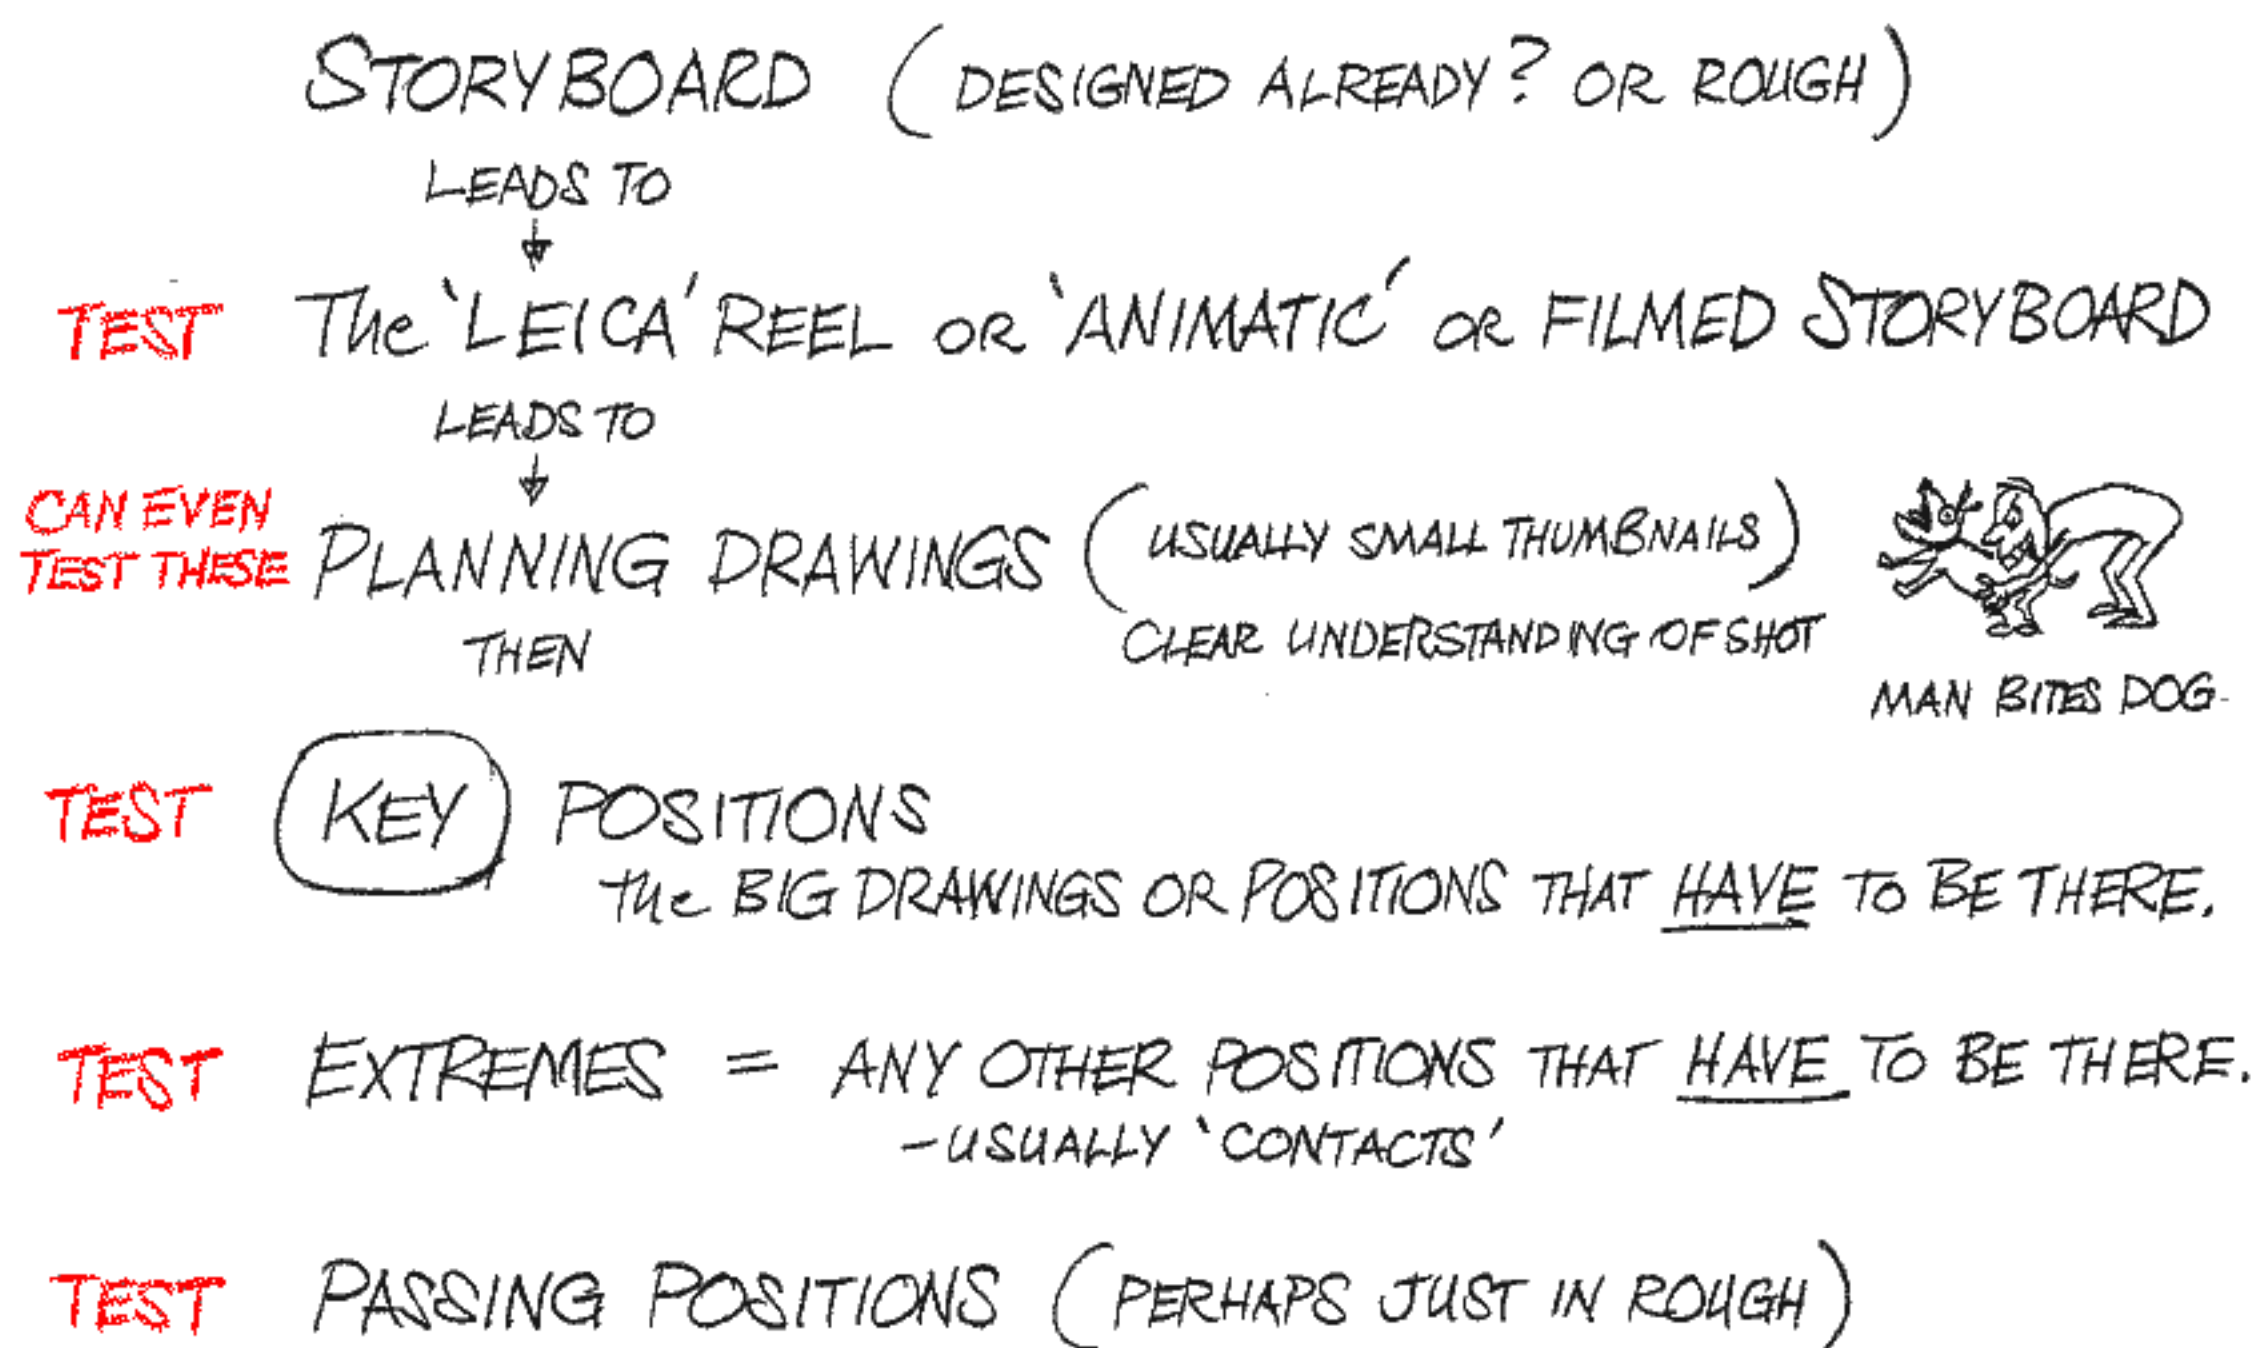 STORYBOARD (DESIGNED ALREADY? OR ROUGH)
LEADS TO
TEST The 'LEICA' REEL OR 'ANIMATIC' OR FILMED STORYBOARD
LEADS TO
CAN EVEN
TEST THESE PLANNING DRAWINGS (USUALLY SMALL THUMBNAILS)
THEN CLEAR UNDERSTANDING OF SHOT
MAN BITES DOG
TEST KEY POSITIONS
the BIG DRAWINGS OR POSITIONS THAT HAVE TO BE THERE.
TEST EXTREMES = ANY OTHER POSITIONS THAT HAVE TO BE THERE.
-USUALLY 'CONTACTS'
TEST PASSING POSITIONS (PERHAPS JUST IN ROUGH)